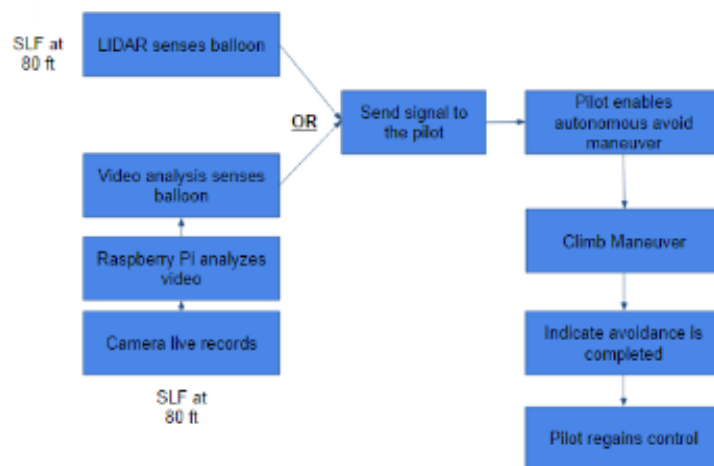 SLF at
80 ft
LIDAR senses balloon
OR
Send signal to
the pilot
Pilot enables
autonomous avoid
maneuver
Video analysis senses
balloon
Raspberry Pi analyzes
video
Camera live records
SLF at
80 ft
Climb Maneuver
Indicate avoidance is
completed
Pilot regains control